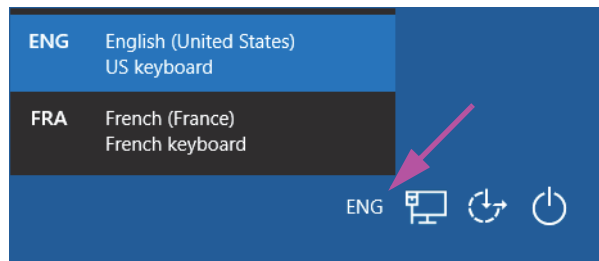 ENG English (United States)
US keyboard
FRA French (France)
French keyboard
ENG